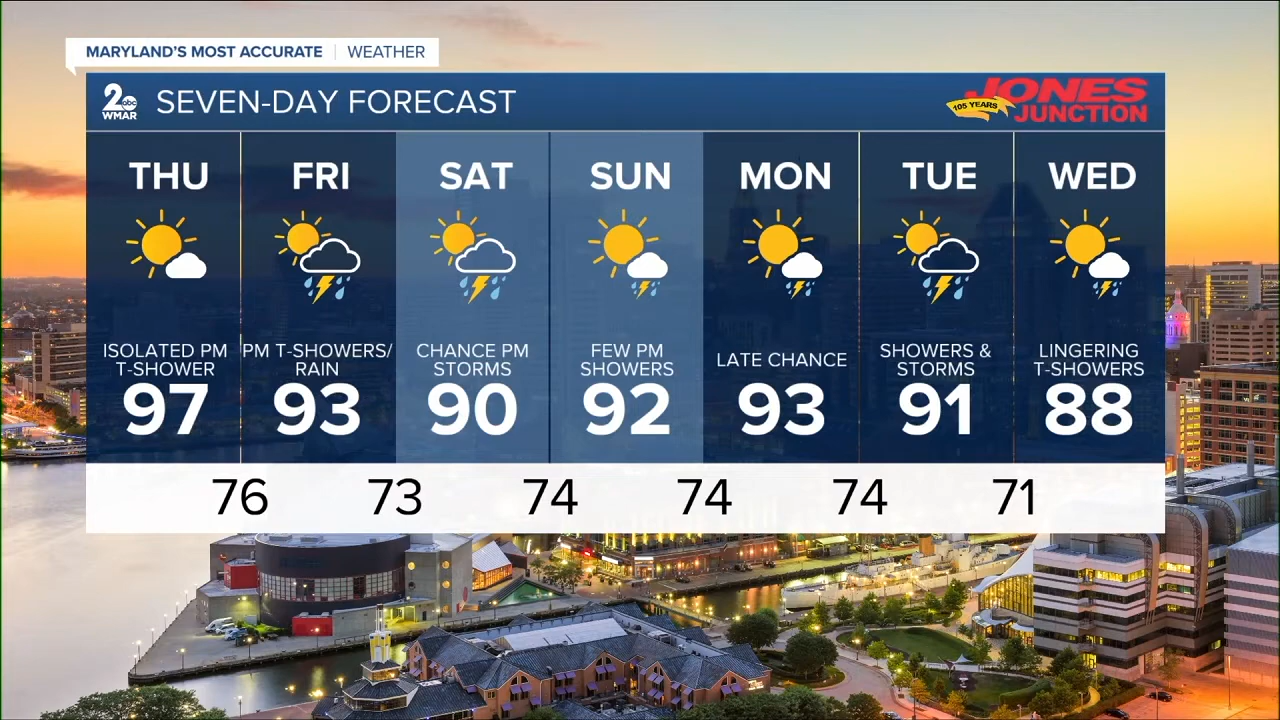 MARYLAND'S MOST ACCURATE | WEATHER
2 abc
WMAR
SEVEN-DAY FORECAST
105 YEARS
JONES
JUNCTION
THU FRI SAT SUN MON TUE WED
ISOLATED PM
T-SHOWER
97
PM T-SHOWERS/
RAIN
93
CHANCE PM
STORMS
90
FEW PM
SHOWERS
92
LATE CHANCE
93
SHOWERS &
STORMS
91
LINGERING
T-SHOWERS
88
76 73 74 74 74 71